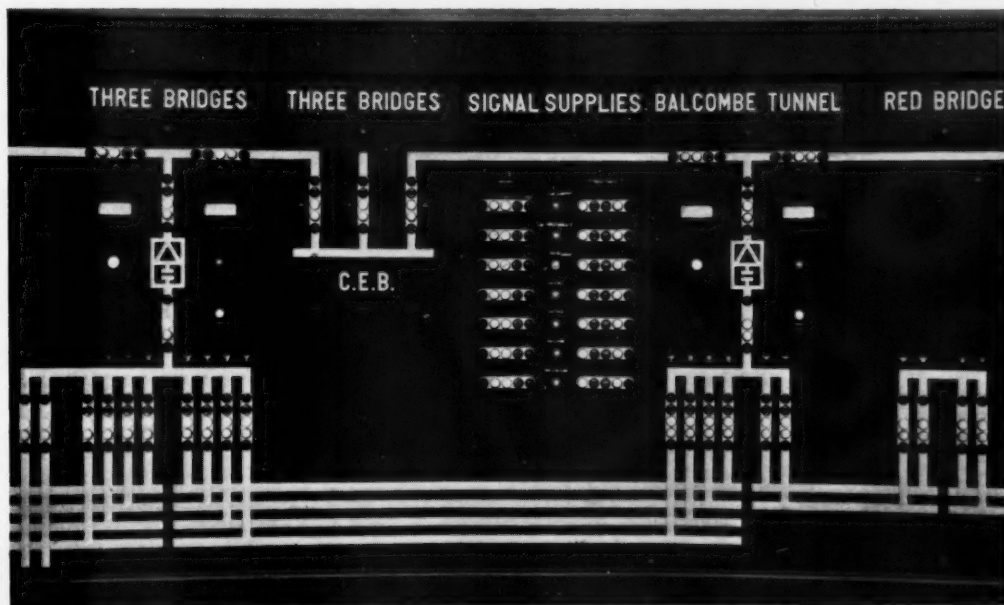 THREE BRIDGES
THREE BRIDGES
SIGNAL SUPPLIES.
BALCOMBE TUNNEL
RED BRIDGE
C.E.B.